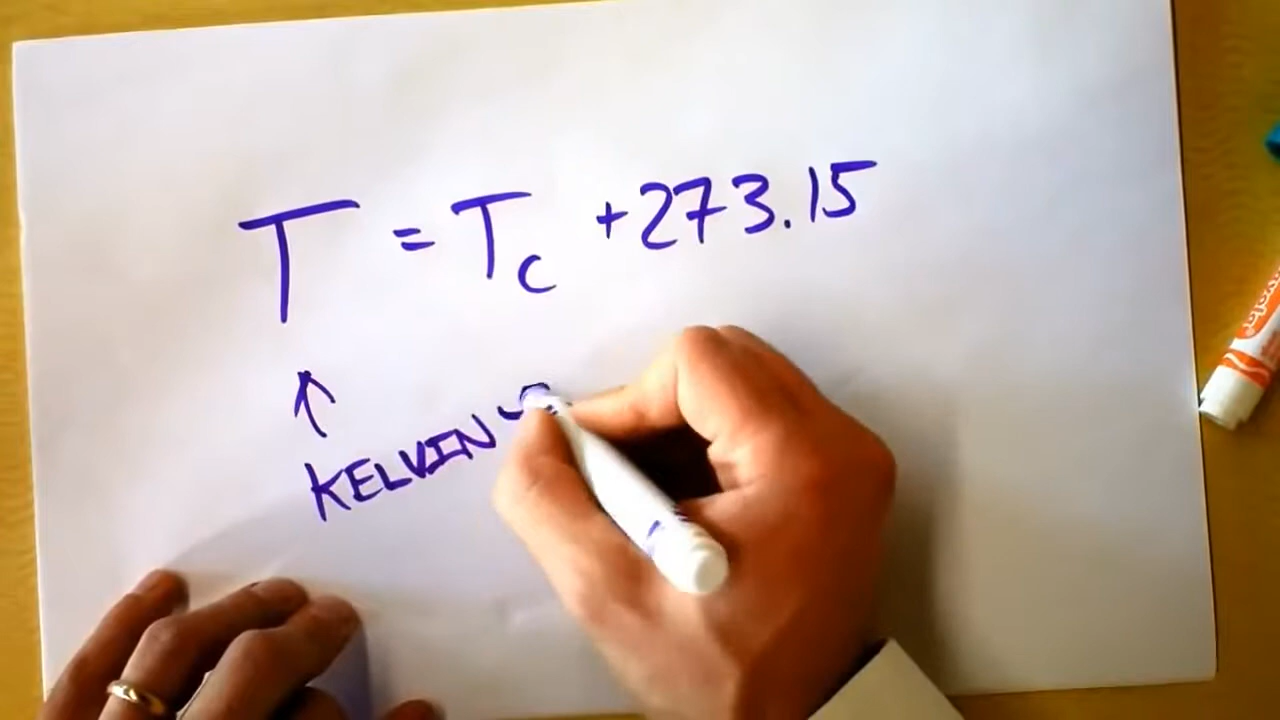 T = Tc +273.15
↑
KELVIN